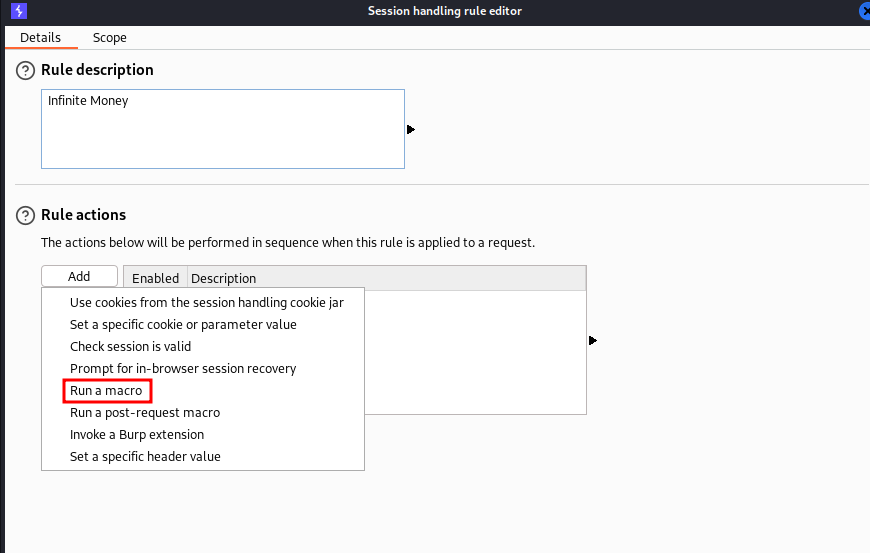 Session handling rule editor
Details Scope
? Rule description
Infinite Money
? Rule actions
The actions below will be performed in sequence when this rule is applied to a request.
Add Enabled Description
Use cookies from the session handling cookie jar
Set a specific cookie or parameter value
Check session is valid
Prompt for in-browser session recovery
Run a macro
Run a post-request macro
Invoke a Burp extension
Set a specific header value